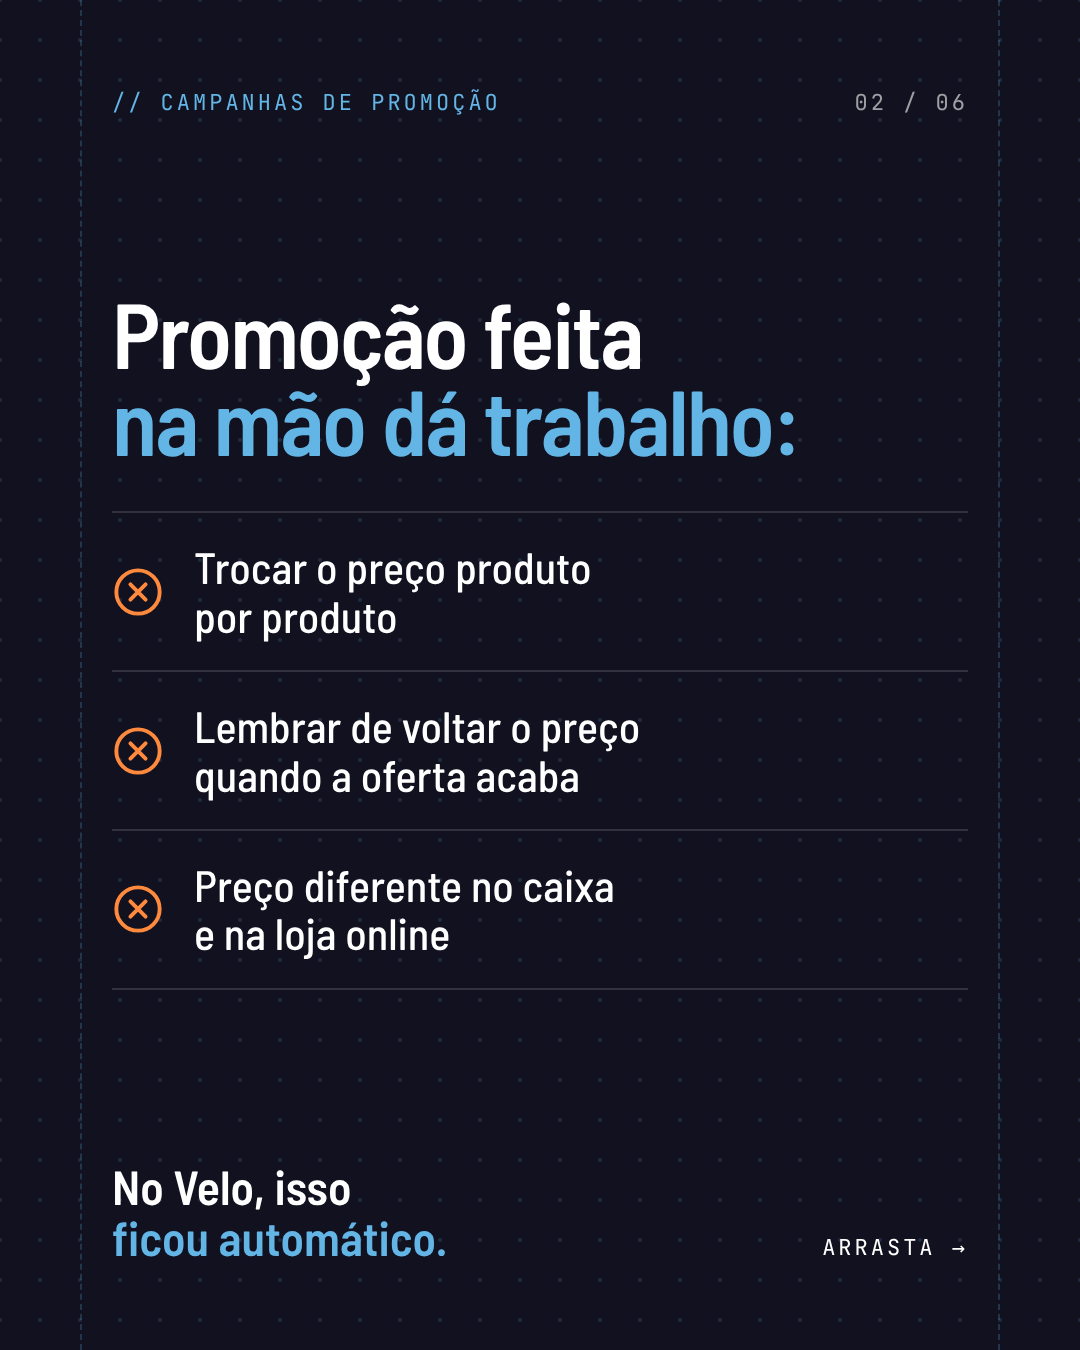 // CAMPANHAS DE PROMOÇÃO
02 / 06
Promoção feita
na mão dá trabalho:
Trocar o preço produto
por produto
Lembrar de voltar o preço
quando a oferta acaba
Preço diferente no caixa
e na loja online
No Velo, isso
ficou automático.
ARRASTA →